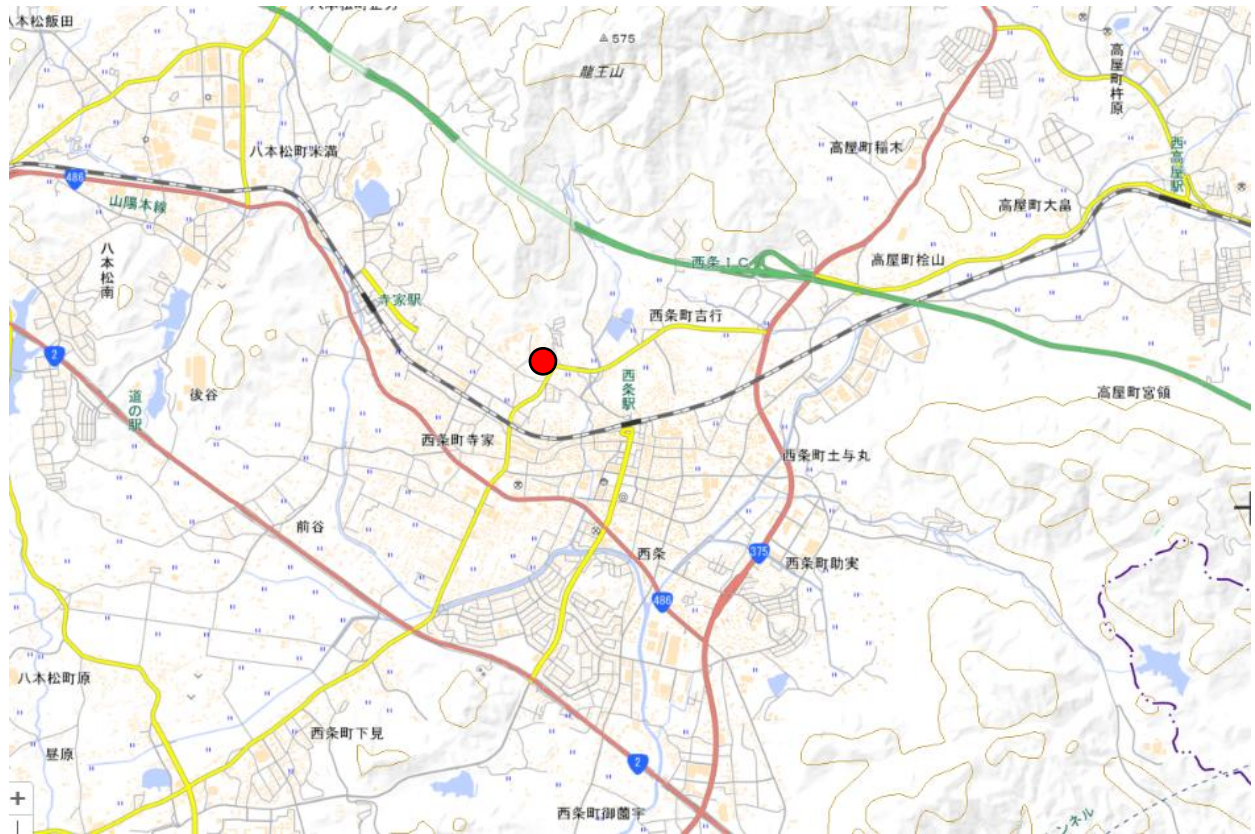 八本松飯田
575
龍王山
高屋町杵原
八本松町米満
高屋町稲木
西高屋駅
486
山陽本線
高屋町大畠
八本松南
西条IC
高屋町桧山
寺家駅
西条町吉行
2
道の駅
後谷
西条駅
高屋町宮領
西条町寺家
西条町土与丸
前谷
西条
375
西条町助実
486
八本松町原
西条町下見
昼原
2
西条町御薗宇
ンネル
+